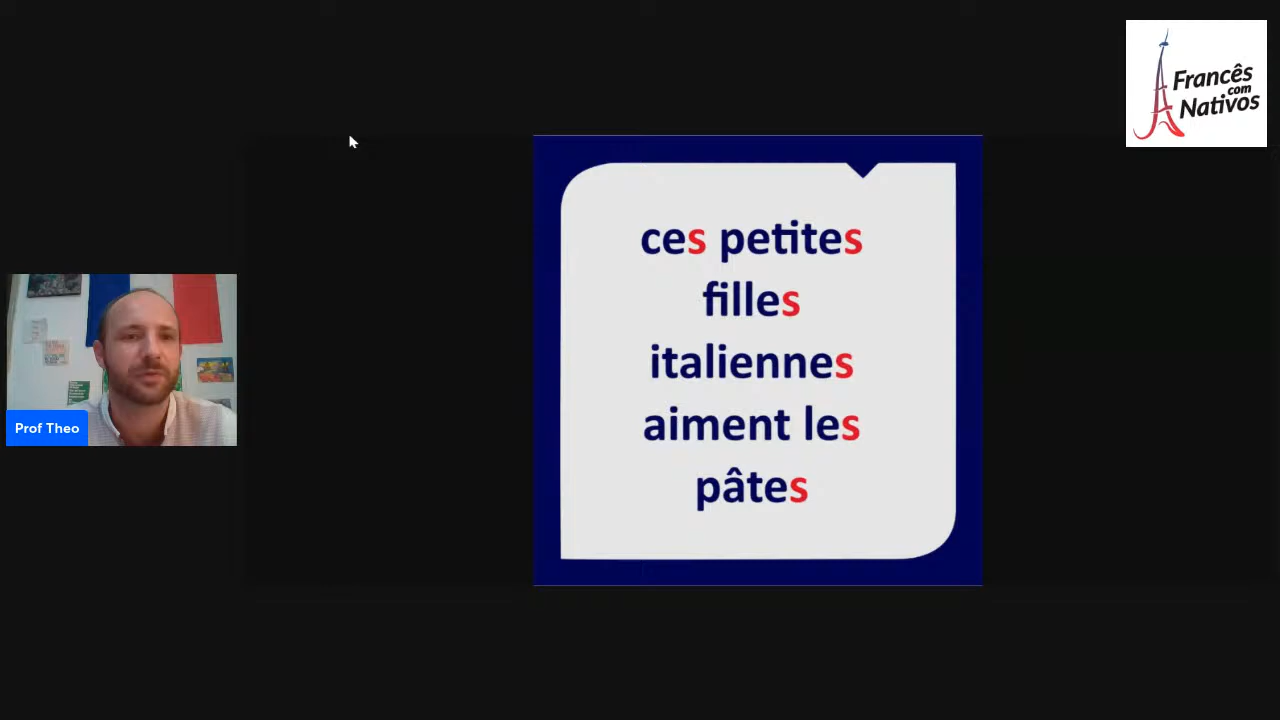 Francês
com
Nativos
ces petites
filles
italiennes
aiment les
pâtes
Prof Theo